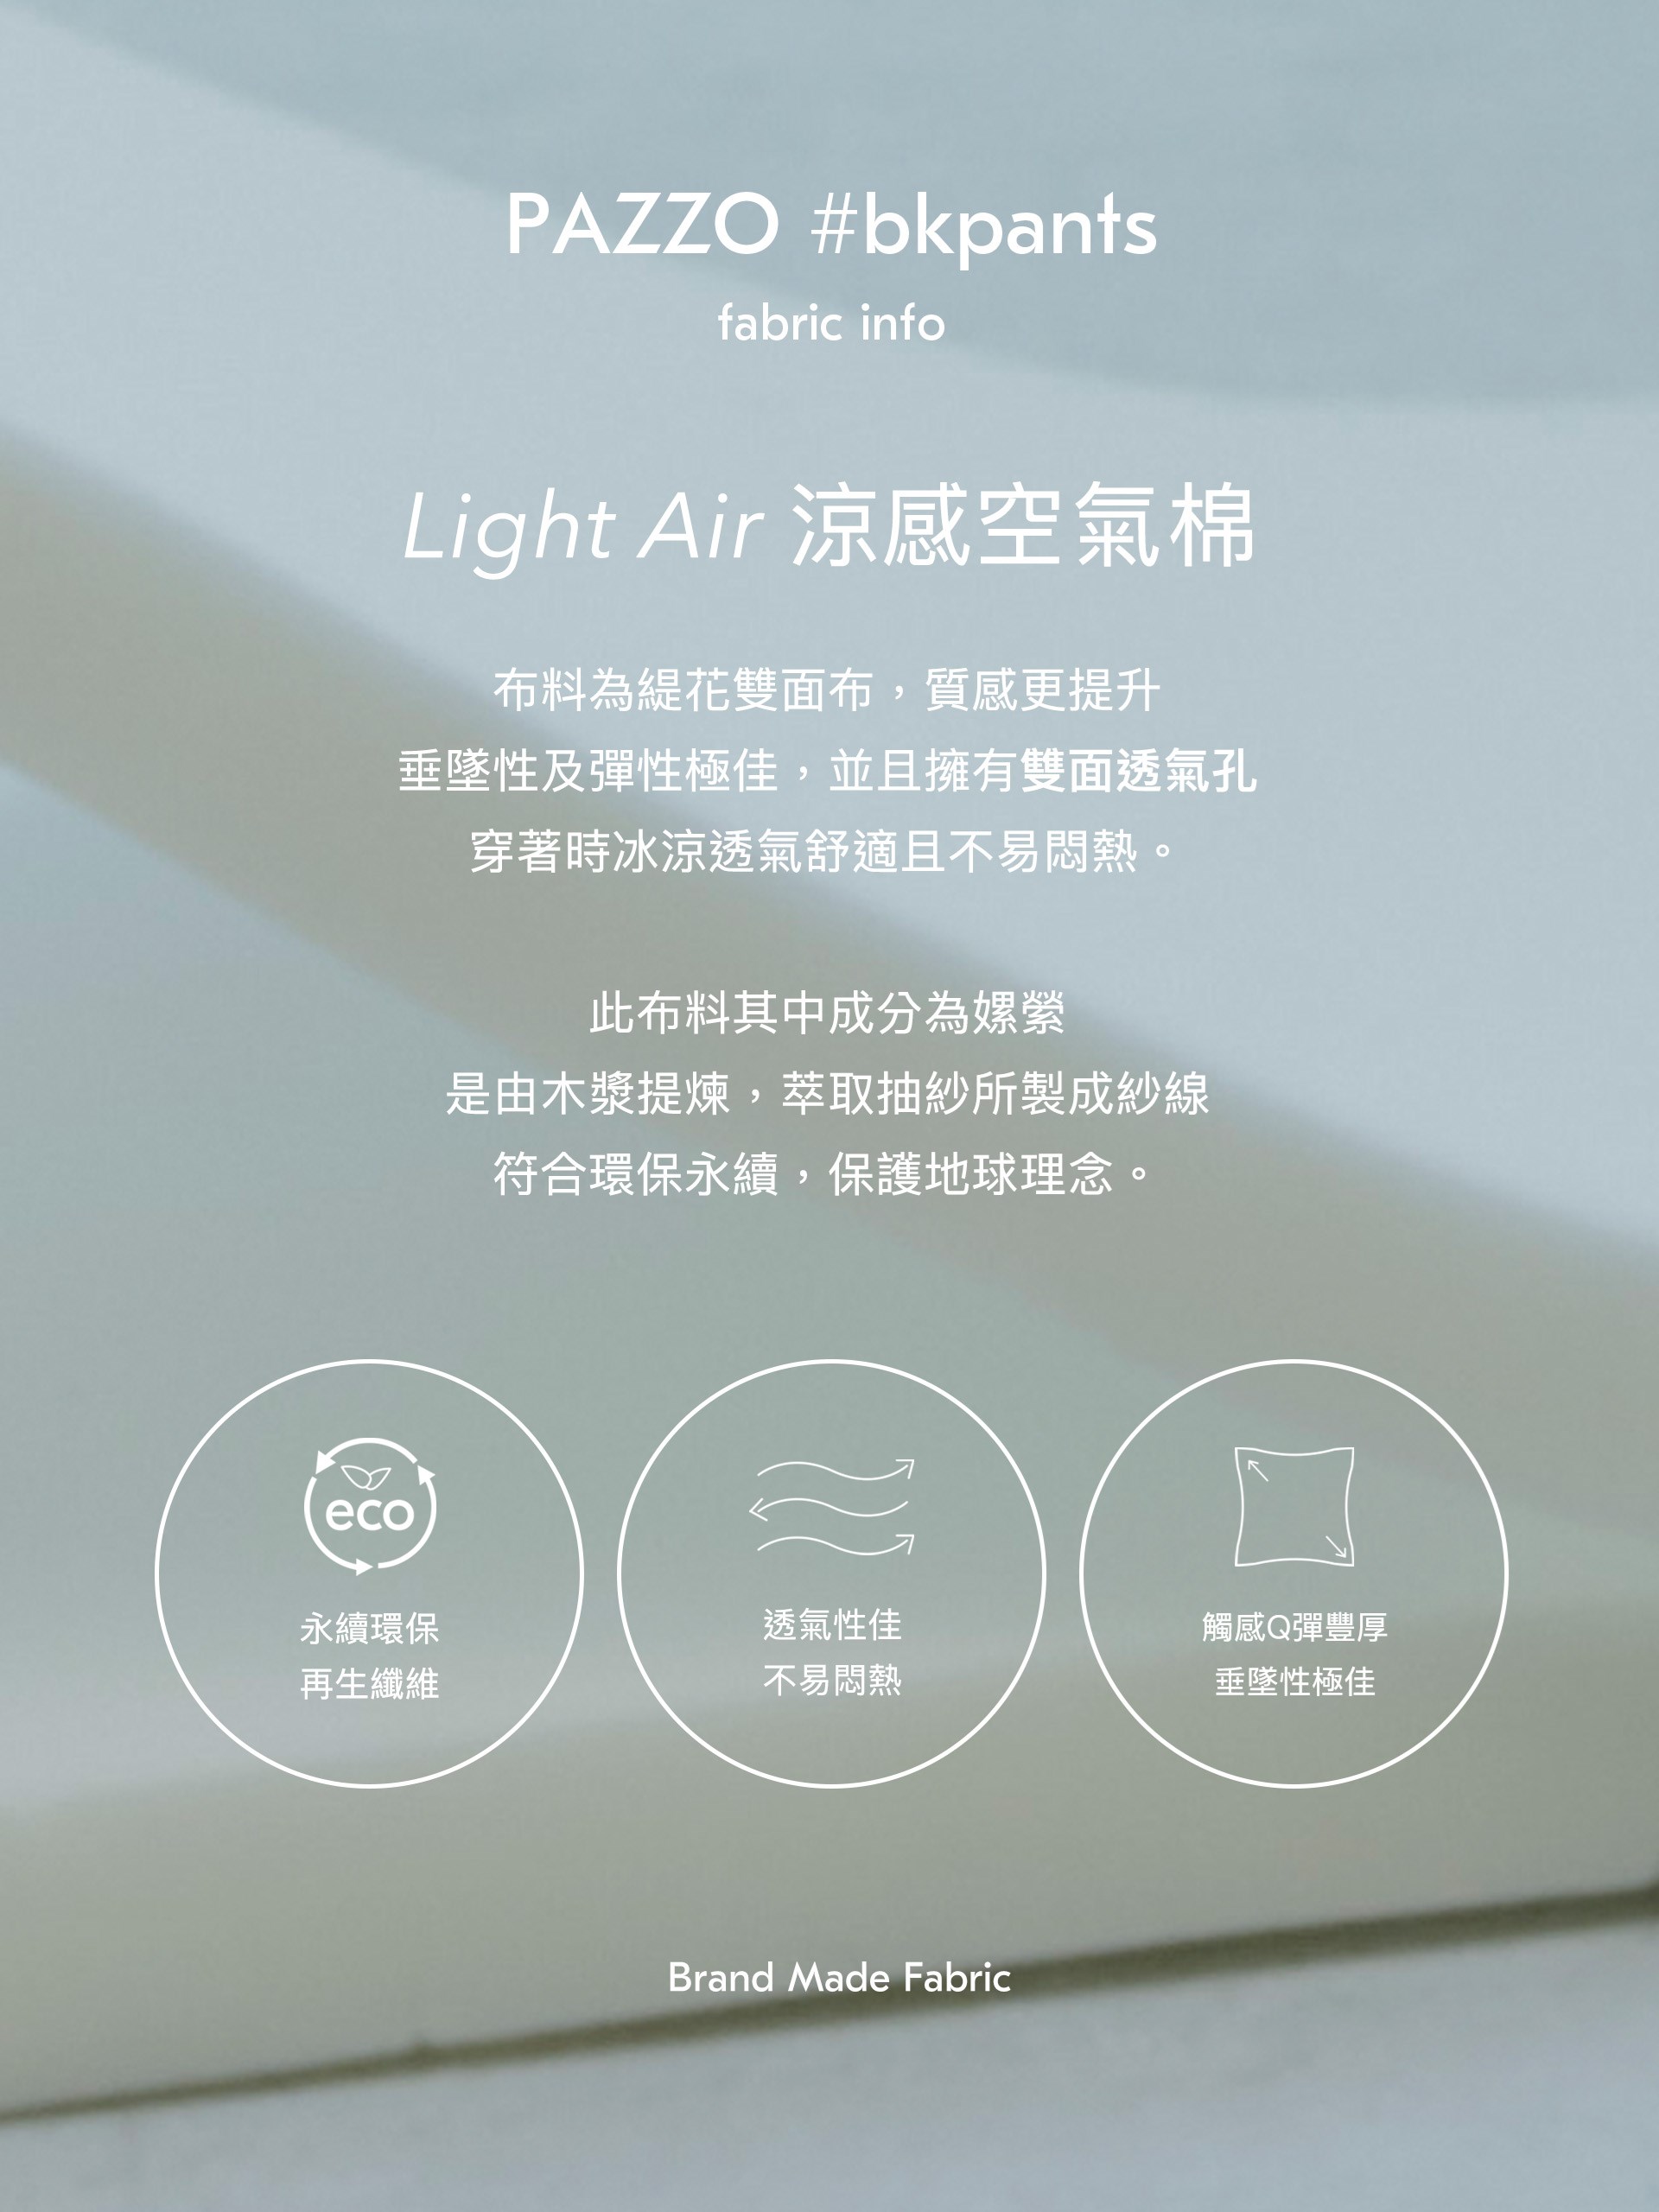 PAZZO #bkpants
fabric info
Light Air 涼感空氣棉
布料為緹花雙面布，質感更提升
垂墜性及彈性極佳，並且擁有雙面透氣孔
穿著時冰涼透氣舒適且不易悶熱。
此布料其中成分為嫘縈
是由木漿提煉，萃取抽紗所製成紗線
符合環保永續，保護地球理念。
eco
永續環保
再生纖維
透氣性佳
不易悶熱
觸感Q彈豐厚
垂墜性極佳
Brand Made Fabric